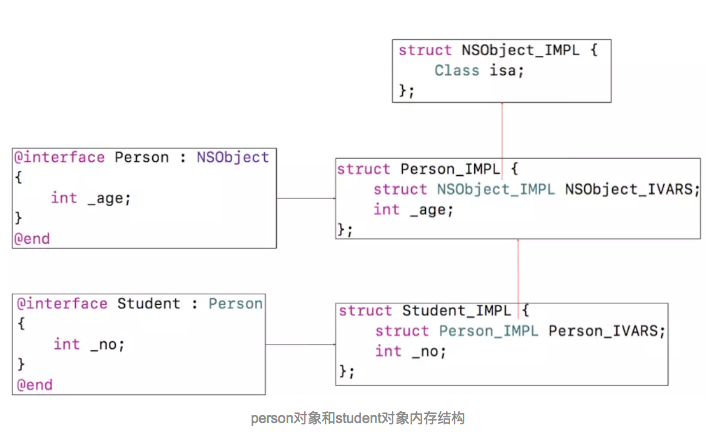 struct NSObject_IMPL {
    Class isa;
};
@interface Person : NSObject
{
    int _age;
}
@end
struct Person_IMPL {
    struct NSObject_IMPL NSObject_IVARS;
    int _age;
};
@interface Student : Person
{
    int _no;
}
@end
struct Student_IMPL {
    struct Person_IMPL Person_IVARS;
    int _no;
};
person对象和student对象内存结构